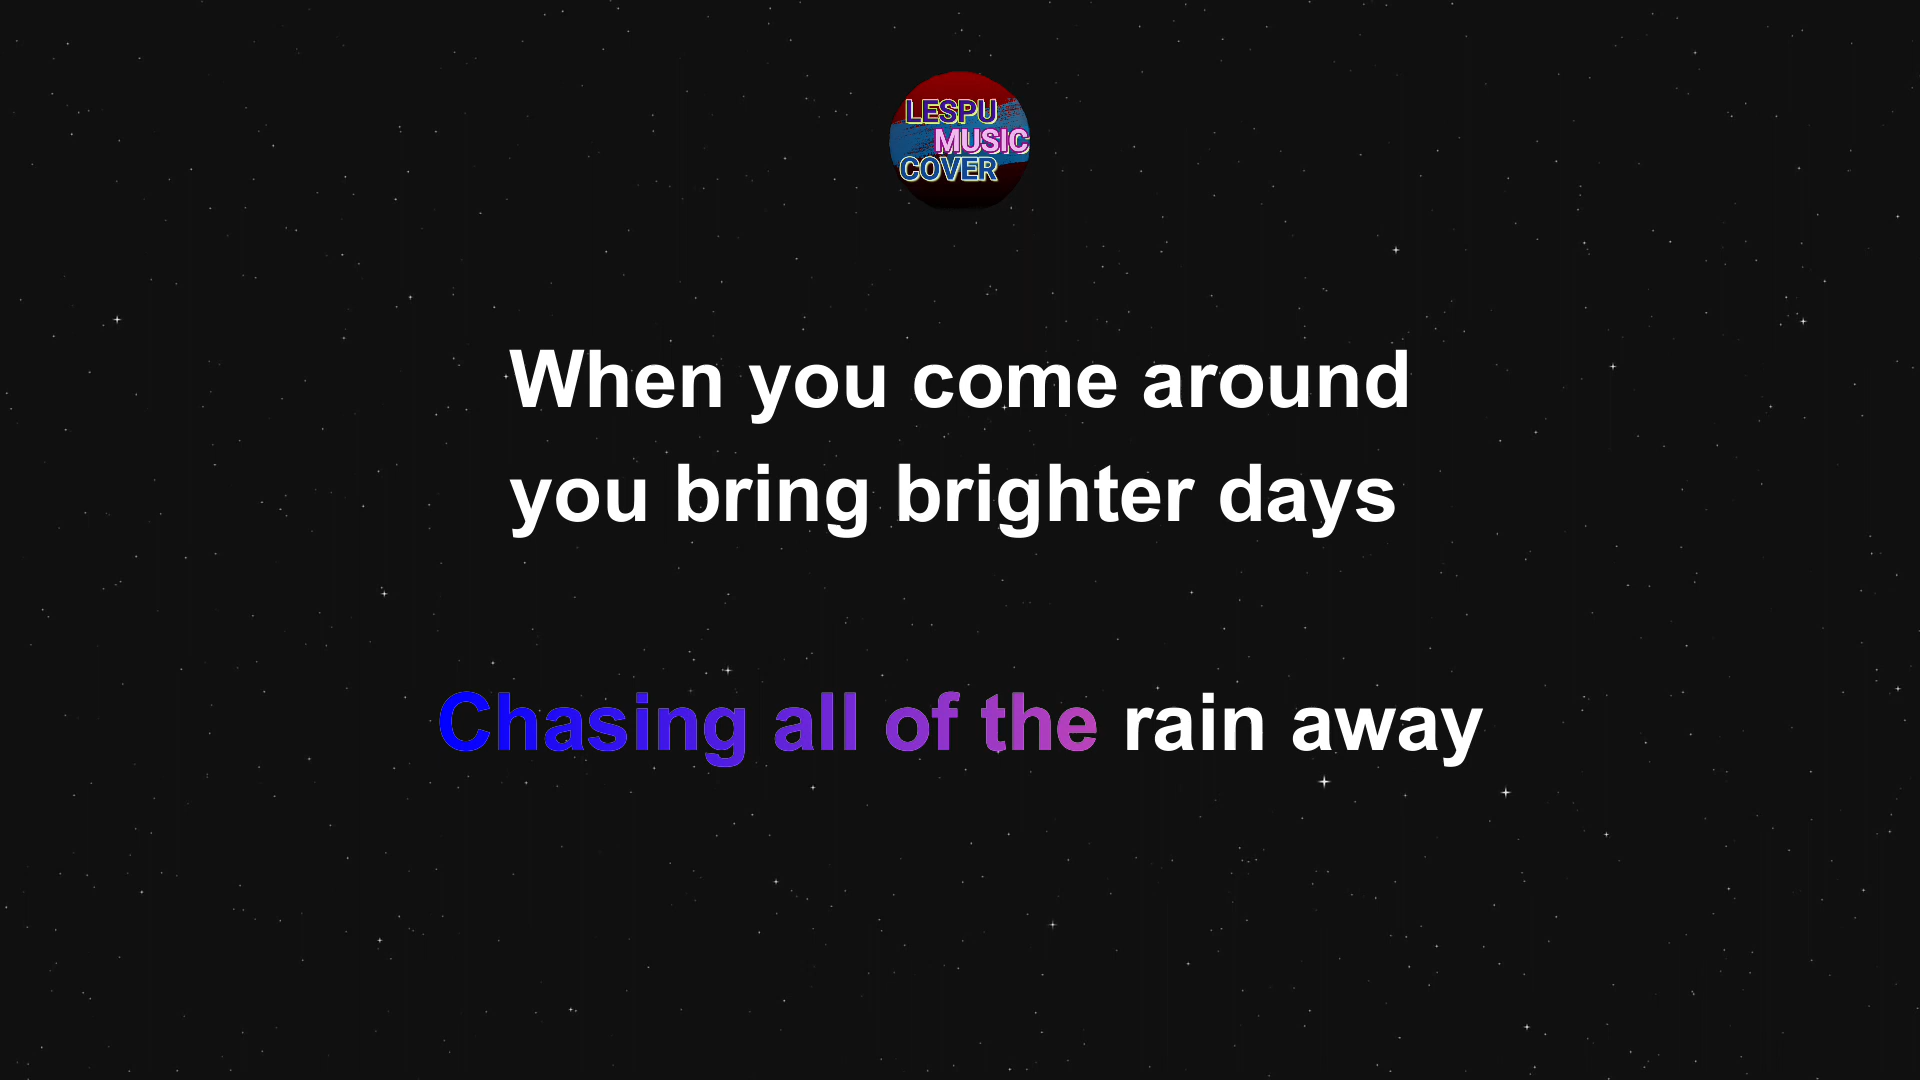 LESPU
MUSIC
COVER
When you come around
you bring brighter days
Chasing all of the rain away